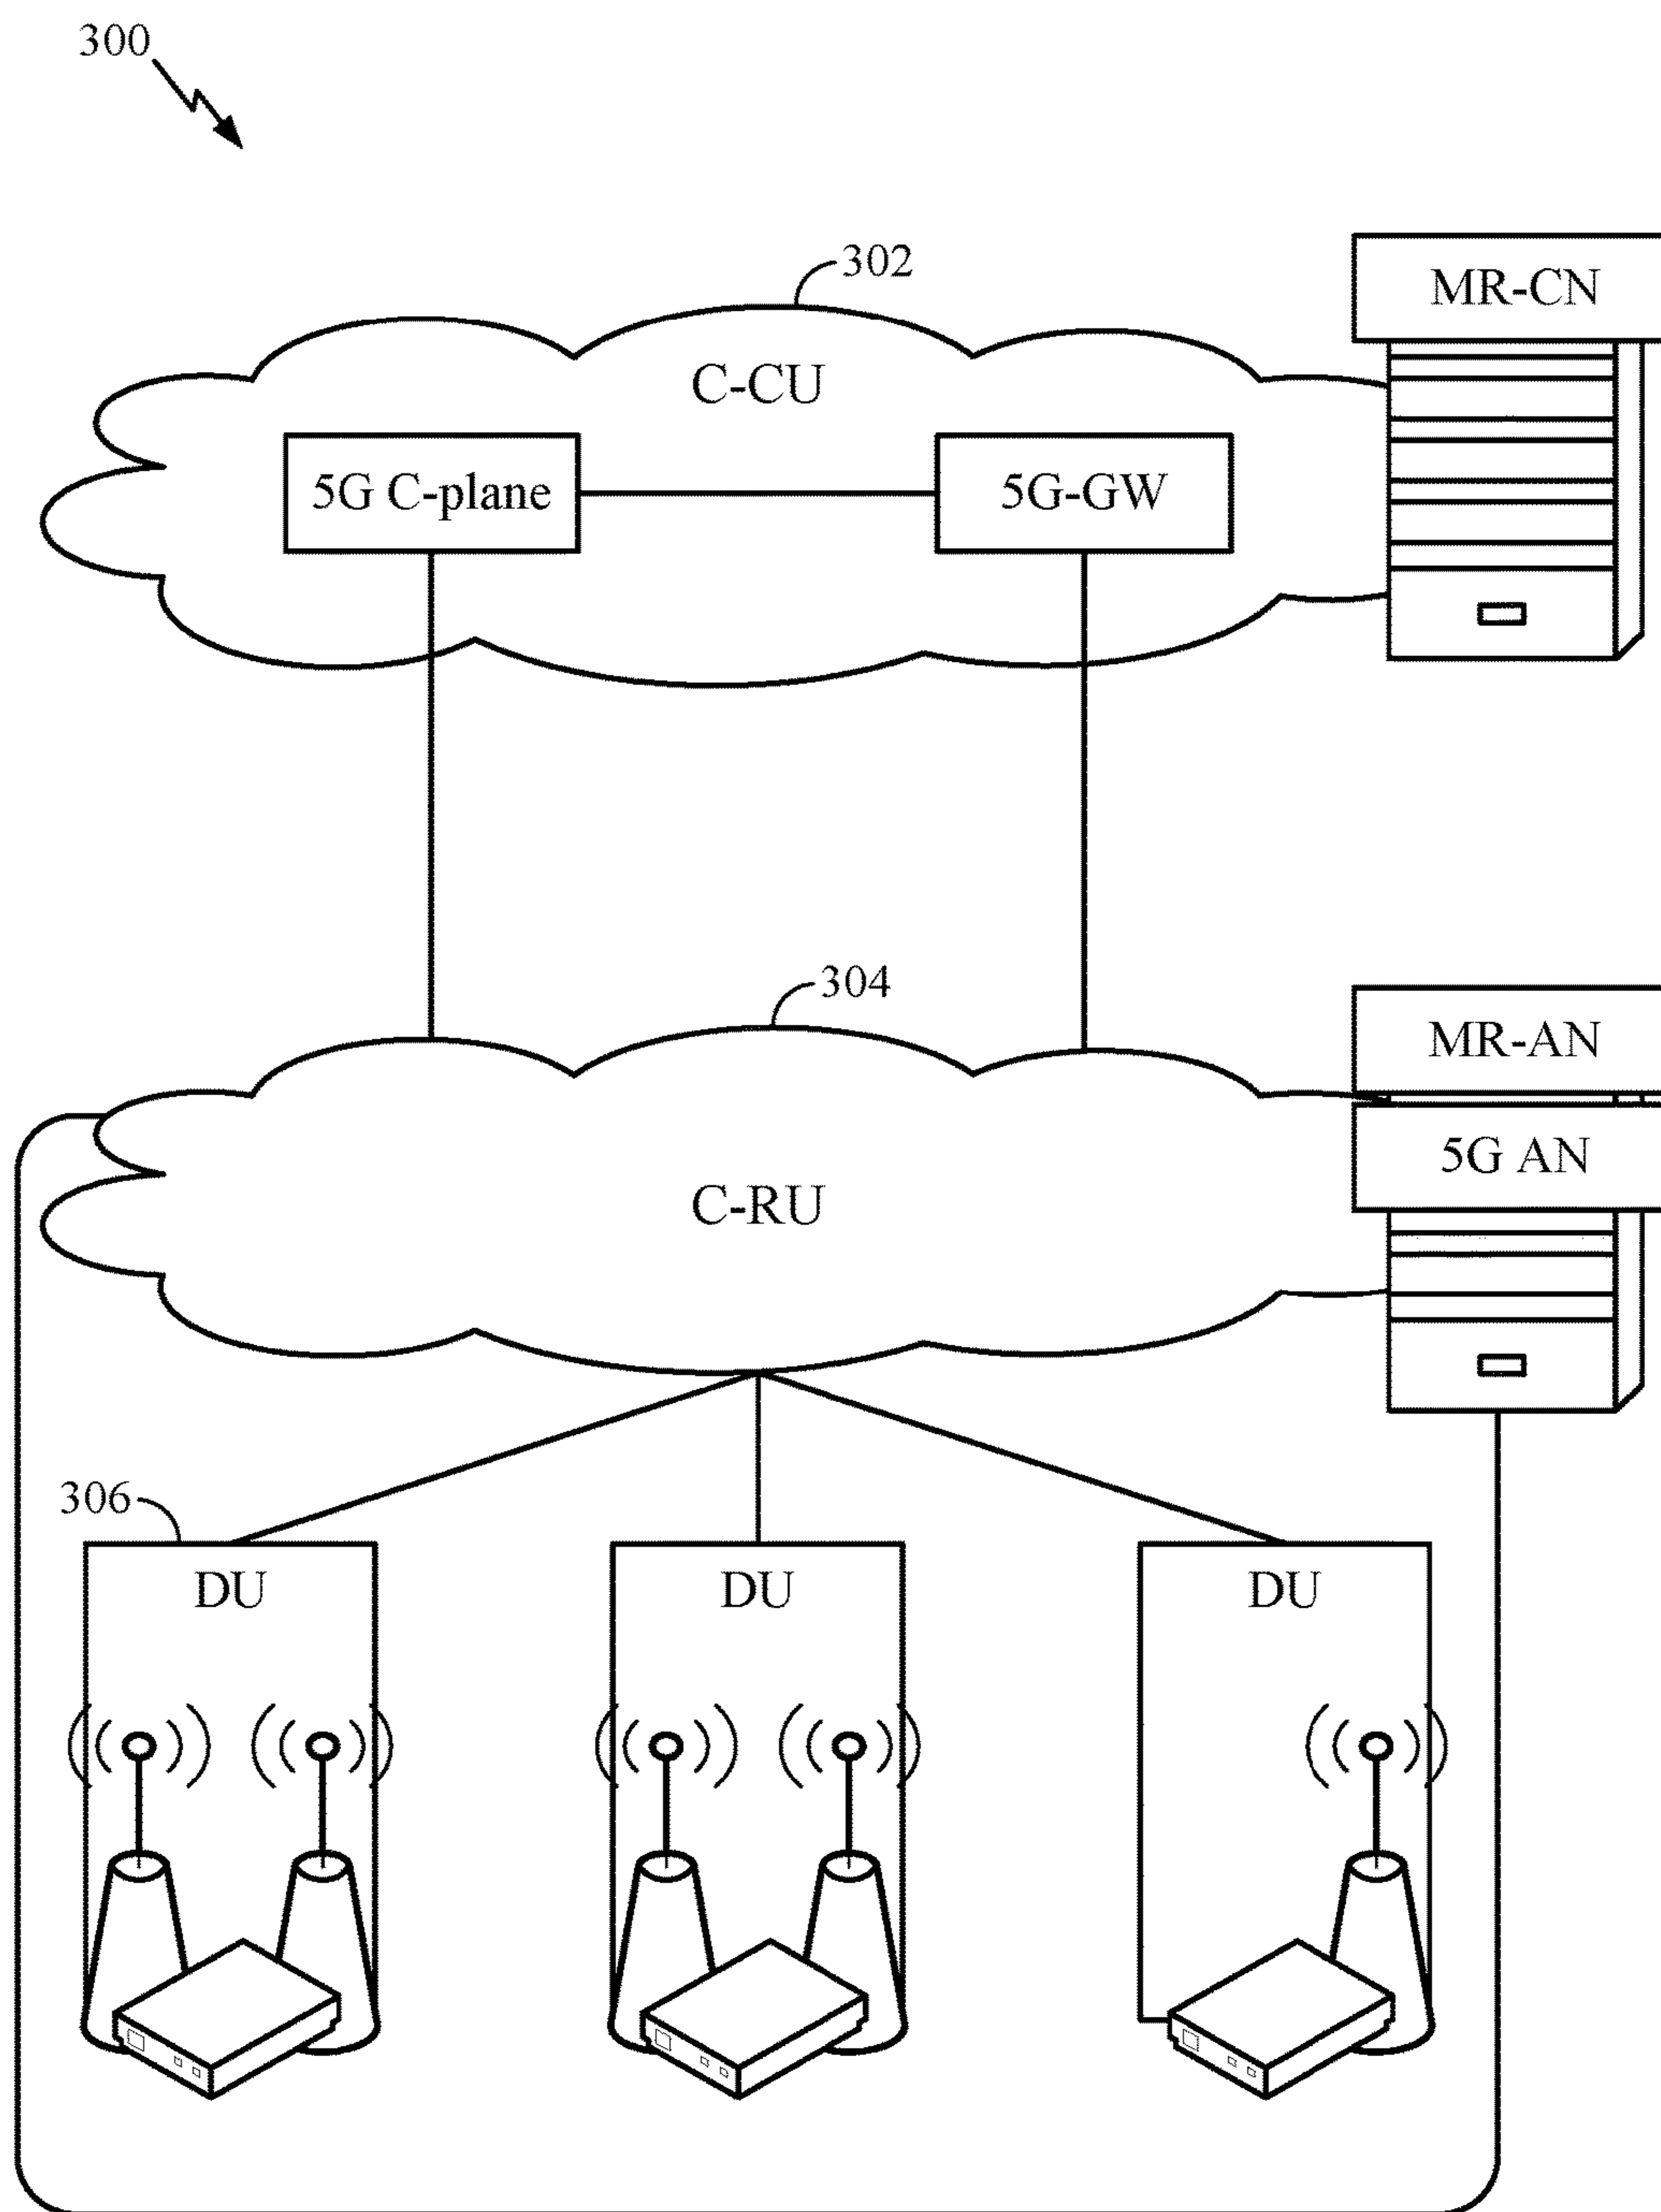 300
302
MR-CN
C-CU
5G C-plane
5G-GW
304
MR-AN
5G AN
C-RU
306
DU
DU
DU